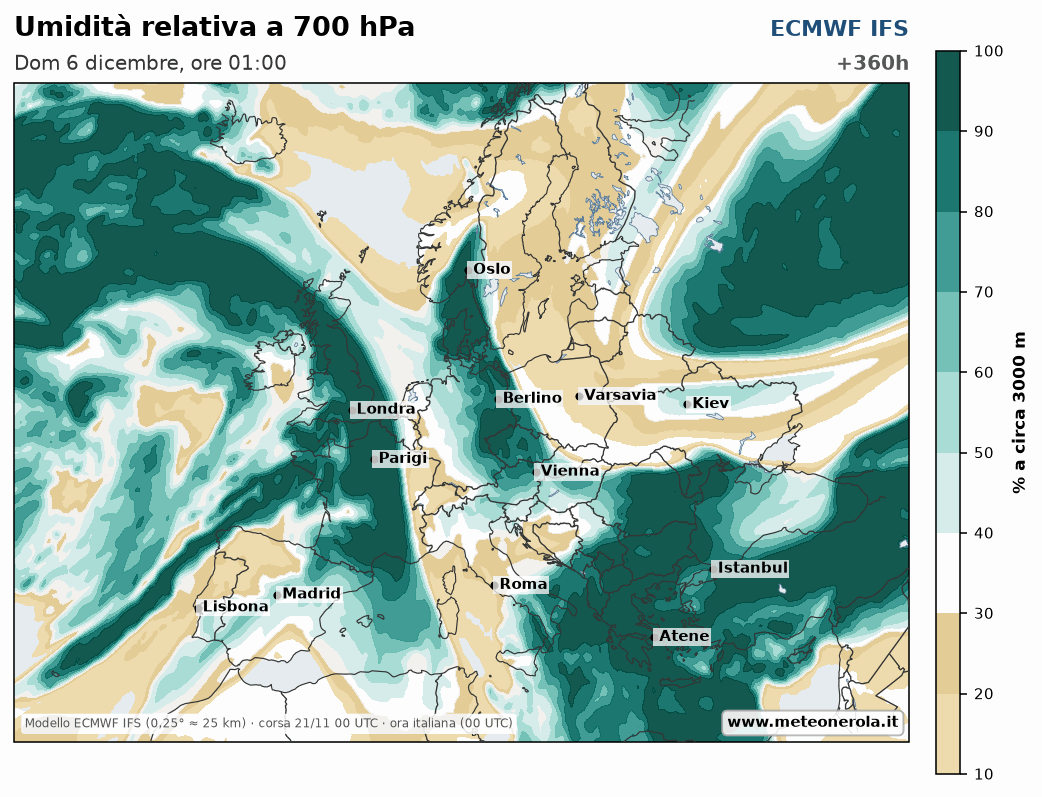 Umidità relativa a 700 hPa
ECMWF IFS
Dom 6 dicembre, ore 01:00
+360h
100
90
80
70
60
50
40
30
20
10
% a circa 3000 m
Oslo
Berlino
Varsavia
Kiev
Londra
Parigi
Vienna
Istanbul
Roma
Madrid
Lisbona
Atene
Modello ECMWF IFS (0,25° ≈ 25 km) · corsa 21/11 00 UTC · ora italiana (00 UTC)
www.meteonerola.it